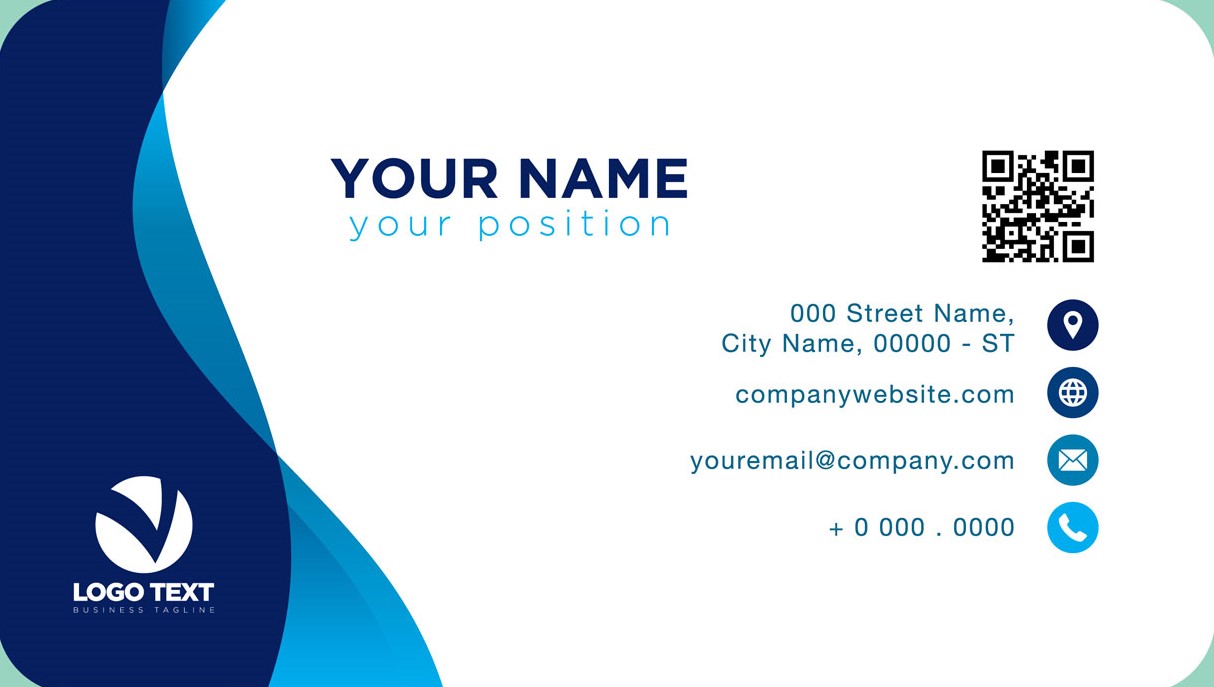 YOUR NAME
your position
000 Street Name,
City Name, 00000 - ST
companywebsite.com
youremail@company.com
+ 0 000 . 0000
LOGO TEXT
BUSINESS TAGLINE